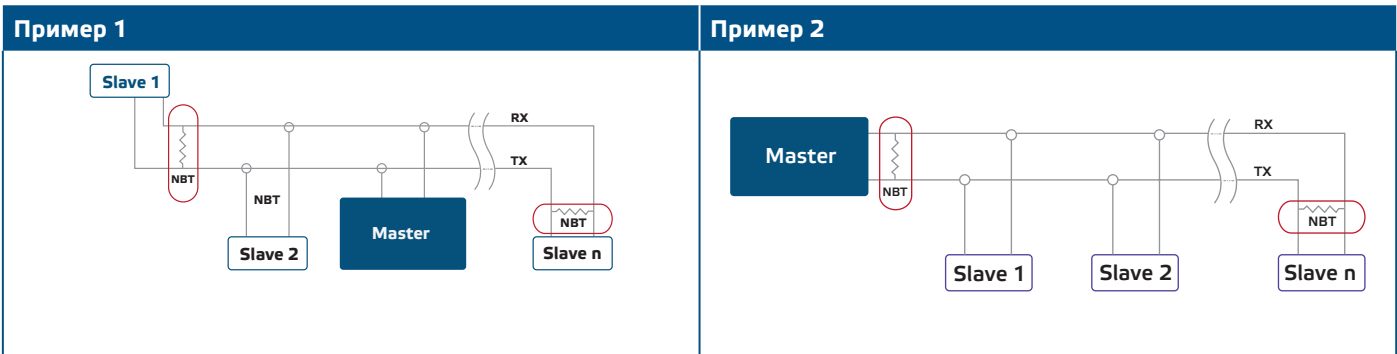 Пример 1
Slave 1
RX
TX
NBT
NBT
Slave 2
Master
NBT
Slave n
Пример 2
Master
RX
TX
NBT
NBT
Slave 1
Slave 2
Slave n